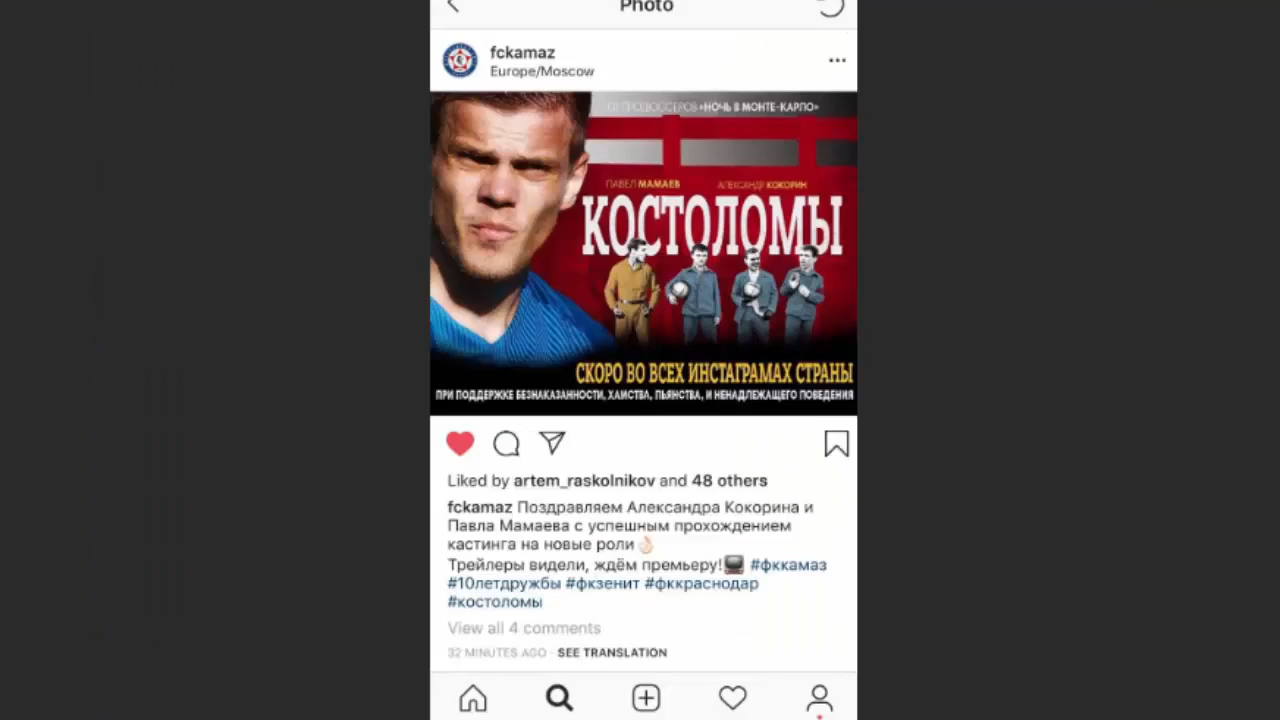 Photo
fckamaz
Europe/Moscow
ОТ ПРОДЮССЕРОВ «НОЧЬ В МОНТЕ-КАРЛО»
ПАВЕЛ МАМАЕВ АЛЕКСАНДР КОКОРИН
КОСТОЛОМЫ
СКОРО ВО ВСЕХ ИНСТАГРАМАХ СТРАНЫ
ПРИ ПОДДЕРЖКЕ БЕЗНАКАЗАННОСТИ, ХАМСТВА, ПЬЯНСТВА, И НЕНАДЛЕЖАЩЕГО ПОВЕДЕНИЯ
Liked by artem_raskolnikov and 48 others
fckamaz Поздравляем Александра Кокорина и
Павла Мамаева с успешным прохождением
кастинга на новые роли👌🏻
Трейлеры видели, ждём премьеру!📺 #фккамаз
#10летдружбы #фкзенит #фккраснодар
#костоломы
View all 4 comments
32 MINUTES AGO · SEE TRANSLATION